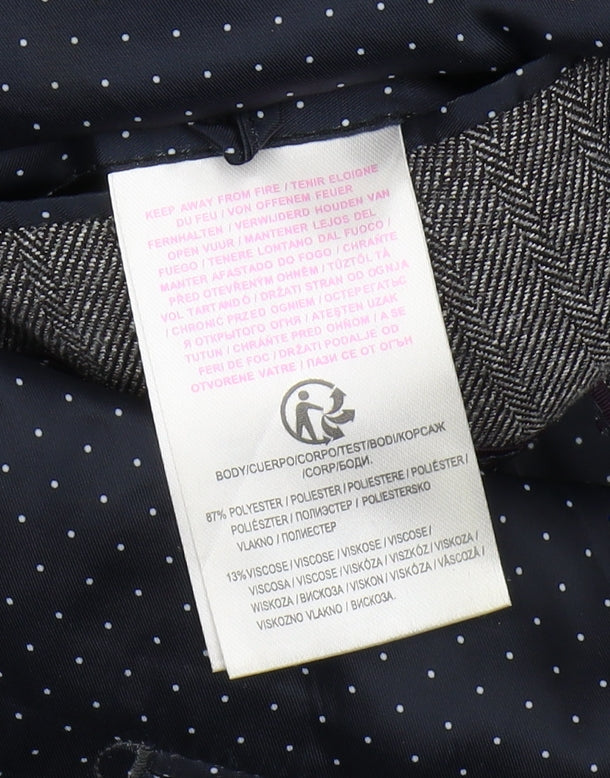 KEEP AWAY FROM FIRE / TENIR ELOIGNE
DU FEU / VON OFFENEM FEUER
FERNHALTEN / VERWIJDERD HOUDEN VAN
OPEN VUUR / MANTENER LEJOS DEL
FUEGO / TENERE LONTANO DAL FUOCO /
MANTER AFASTADO DO FOGO / CHRAŇTE
PŘED OTEVŘENÝM OHNĚM / TŰZTŐL TÁ
VOL TARTANDÓ / DRŽATI STRAN OD OGNJA
/ CHRONIC PRZED OGNIEM / ОСТЕРЕГАТЬС
Я ОТКРЫТОГО ОГНЯ / ATEŞTEN UZAK
TUTUN / CHRAŇTE PRED OHŇOM / A SE
FERI DE FOC / DRŽATI PODALJE OD
OTVORENE VATRE / ПАЗИ СЕ ОТ ОГЪН
BODY/CUERPO/CORPO/TEST/BODI/КОРСАЖ
/CORP/БОДИ.
87% POLYESTER / POLIESTER / POLIESTERE / POLIÉSTER /
POLIÉSZTER / ПОЛИЭСТЕР / POLIESTERSKO
VLAKNO / ПОЛИЕСТЕР
13%VISCOSE / VISCOSE / VISKOSE / VISCOSE /
VISCOSA / VISCOSE / VISKÓZA / VISZKÓZ / VISKOZA /
WISKOZA / ВИСКОЗА / VISKON / VISKÓZA / VÂSCOZĂ /
VISKOZNO VLAKNO / ВИСКОЗА.